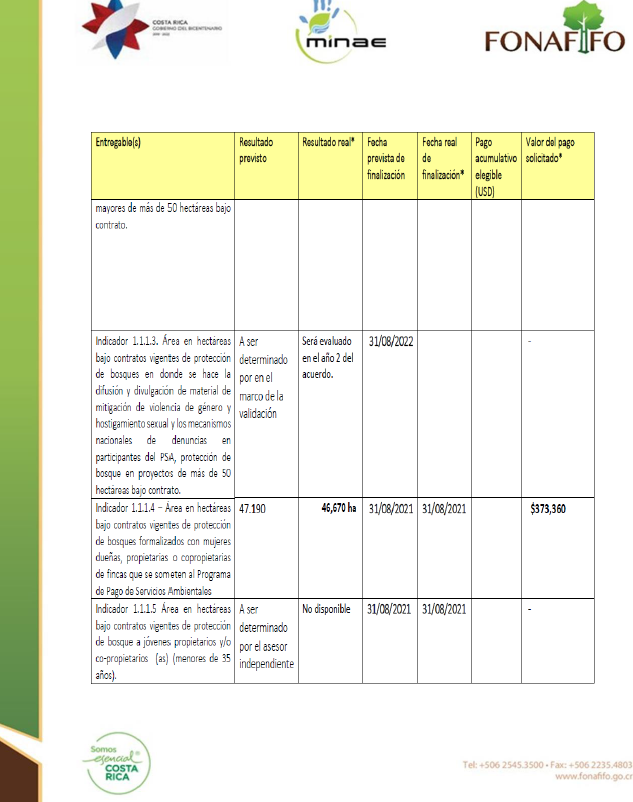 COSTA RICA
GOBIERNO DEL BICENTENARIO
minae
FONAFIFO
Entregable(s)
Resultado previsto
Resultado real*
Fecha prevista de finalización
Fecha real de finalización*
Pago acumulativo elegible (USD)
Valor del pago solicitado*
mayores de más de 50 hectáreas bajo
contrato.
Indicador 1.1.1.3. Área en hectáreas
bajo contratos vigentes de protección
de bosques en donde se hace la
difusión y divulgación de material de
mitigación de violencia de género y
hostigamiento sexual y los mecanismos
nacionales de denuncias en
participantes del PSA, protección de
bosque en proyectos de más de 50
hectáreas bajo contrato.
A ser
determinado
por en el
marco de la
validación
Será evaluado
en el año 2 del
acuerdo.
31/08/2022
-
Indicador 1.1.1.4 – Área en hectáreas
bajo contratos vigentes de protección
de bosques formalizados con mujeres
dueñas, propietarias o copropietarias
de fincas que se someten al Programa
de Pago de Servicios Ambientales
47.190
46,670 ha
31/08/2021
31/08/2021
$373,360
Indicador 1.1.1.5 Área en hectáreas
bajo contratos vigentes de protección
de bosque a jóvenes propietarios y/o
co-propietarios (as) (menores de 35
años).
A ser
determinado
por el asesor
independiente
No disponible
31/08/2021
31/08/2021
-
Somos
esencial
COSTA
RICA
Tel: +506 2545.3500 • Fax: +506 2235.4803
www.fonafifo.go.cr